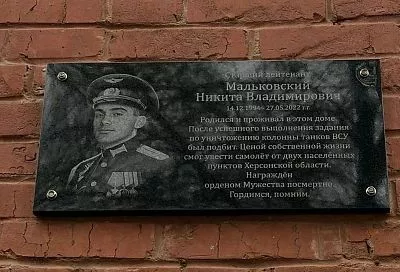 Старший лейтенант
Мальковский
Никита Владимирович
14.12.1994 - 27.05.2022 г.г.
Родился и проживал в этом доме.
После успешного выполнения задания
по уничтожению колонны танков ВСУ
был подбит. Ценой собственной жизни
смог увести самолёт от двух населённых
пунктов Херсонской области.
Награждён
орденом Мужества посмертно.
Гордимся, помним.